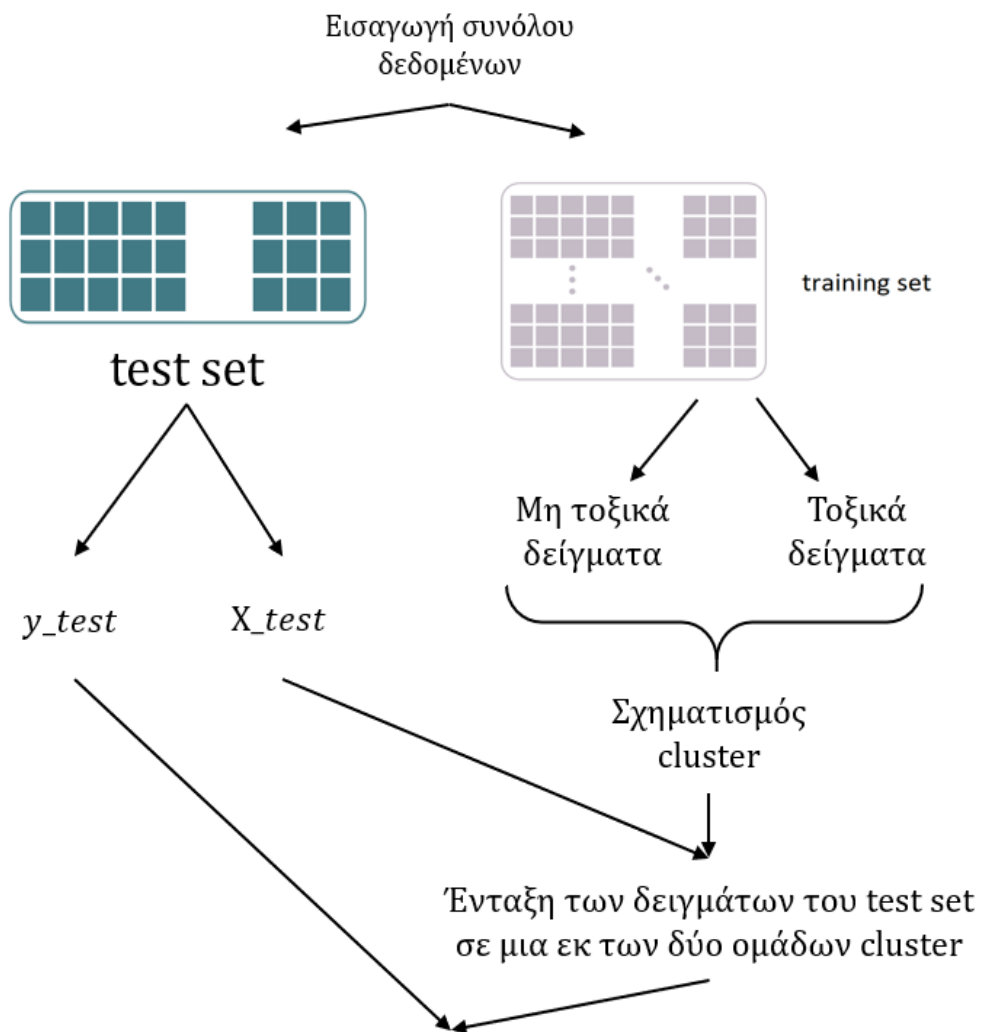 Εισαγωγή συνόλου
δεδομένων
training set
test set
Μη τοξικά
δείγματα
Τοξικά
δείγματα
y_test
X_test
Σχηματισμός
cluster
Ένταξη των δειγμάτων του test set
σε μια εκ των δύο ομάδων cluster